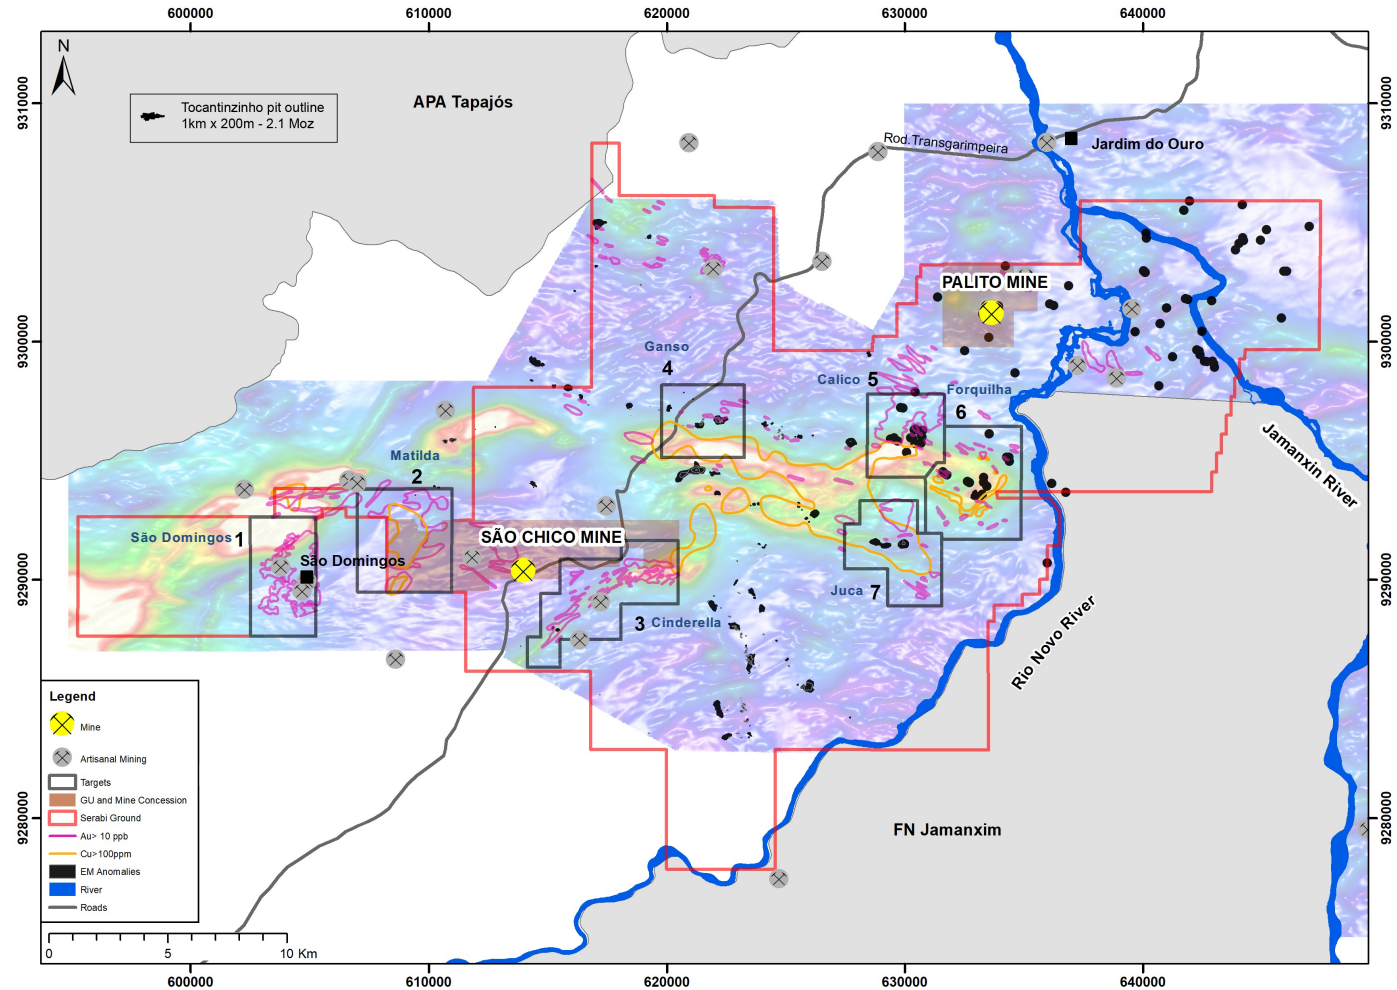 600000 610000 620000 630000 640000
N
9310000
9310000
APA Tapajós
Tocantinzinho pit outline
1km x 200m - 2.1 Moz
Rod.Transgarimpeira
Jardim do Ouro
PALITO MINE
9300000
9300000
Ganso
4
Calico 5
Forquilha
6
Matilda
2
Jamanxin River
São Domingos 1
SÃO CHICO MINE
São Domingos
9290000
9290000
Juca 7
3 Cinderella
Rio Novo River
Legend
Mine
Artisanal Mining
Targets
GU and Mine Concession
Serabi Ground
Au> 10 ppb
Cu>100ppm
EM Anomalies
River
Roads
9280000
9280000
FN Jamanxim
0 5 10 Km
600000 610000 620000 630000 640000